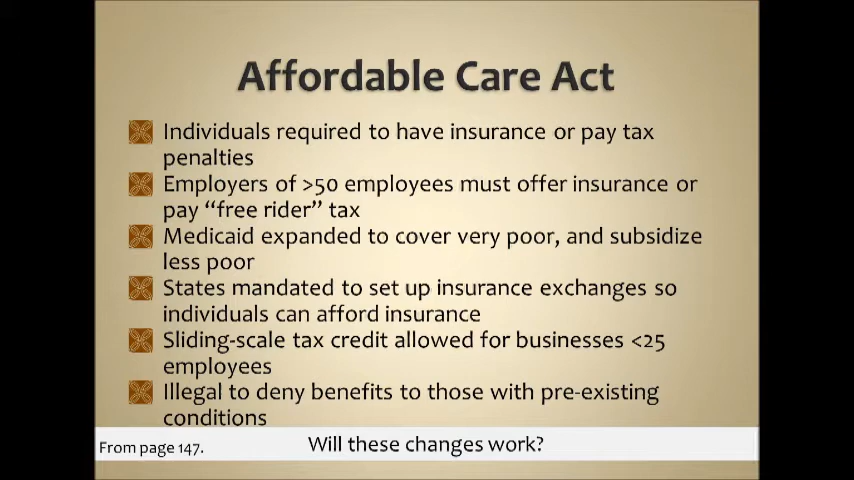 Affordable Care Act
Individuals required to have insurance or pay tax
penalties
Employers of >50 employees must offer insurance or
pay “free rider” tax
Medicaid expanded to cover very poor, and subsidize
less poor
States mandated to set up insurance exchanges so
individuals can afford insurance
Sliding-scale tax credit allowed for businesses <25
employees
Illegal to deny benefits to those with pre-existing
conditions
From page 147.
Will these changes work?